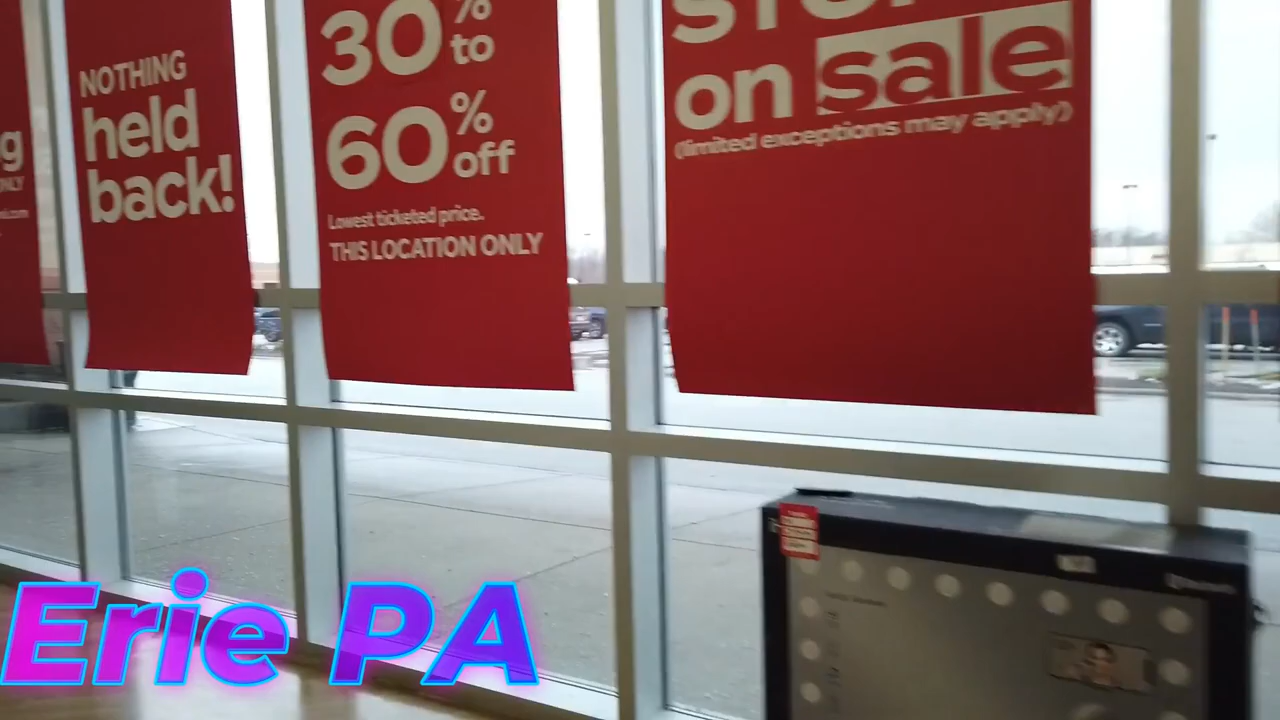 g
ONLY
NOTHING
held
back!
30%
to
60%
off
Lowest ticketed price.
THIS LOCATION ONLY
on sale
(limited exceptions may apply)
Erie PA